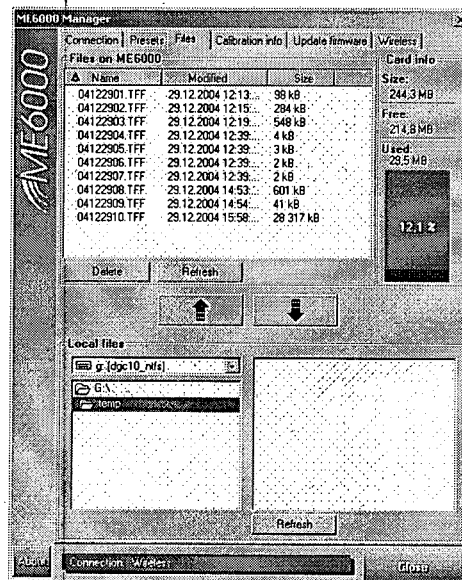 ME6000 Manager
Connection Presets Files Calibration info Update firmware Wireless
Files on ME6000
Name Modified Size
04122901.TFF 29.12.2004 12:13:... 98 kB
04122902.TFF 29.12.2004 12:15:... 284 kB
04122903.TFF 29.12.2004 12:19:... 548 kB
04122904.TFF 29.12.2004 12:39:... 4 kB
04122905.TFF 29.12.2004 12:39:... 3 kB
04122906.TFF 29.12.2004 12:39:... 2 kB
04122907.TFF 29.12.2004 12:39:... 2 kB
04122908.TFF 29.12.2004 14:53:... 601 kB
04122909.TFF 29.12.2004 14:54:... 41 kB
04122910.TFF 29.12.2004 15:58:... 28 317 kB
Card info
Size:
244,3 MB
Free:
214,8 MB
Used:
29,5 MB
12,1 %
ME6000
Delete Refresh
Local files
g: [dgc10_ntfs]
G:\
temp
Refresh
About Connection: Wireless Close